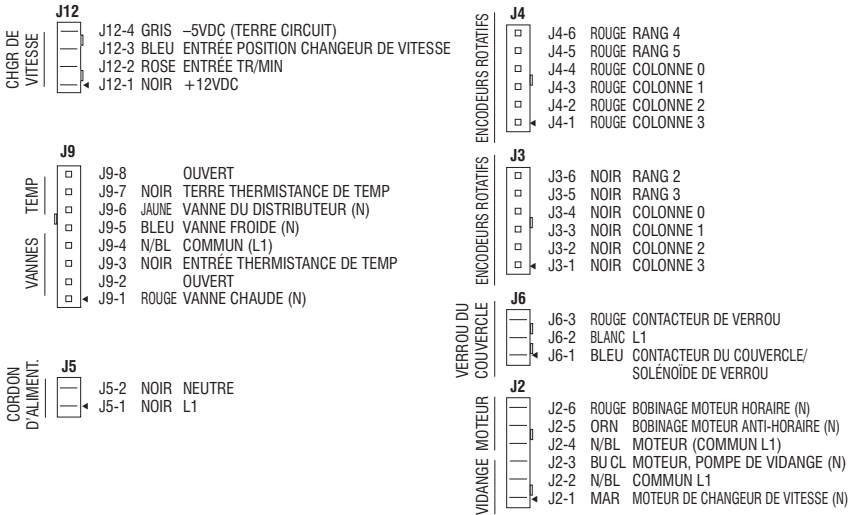 J12
CHGR DE
VITESSE
J12-4 GRIS –5VDC (TERRE CIRCUIT)
J12-3 BLEU ENTRÉE POSITION CHANGEUR DE VITESSE
J12-2 ROSE ENTRÉE TR/MIN
J12-1 NOIR +12VDC
J9
TEMP
VANNES
J9-8 OUVERT
J9-7 NOIR TERRE THERMISTANCE DE TEMP
J9-6 JAUNE VANNE DU DISTRIBUTEUR (N)
J9-5 BLEU VANNE FROIDE (N)
J9-4 N/BL COMMUN (L1)
J9-3 NOIR ENTRÉE THERMISTANCE DE TEMP
J9-2 OUVERT
J9-1 ROUGE VANNE CHAUDE (N)
J5
CORDON
D'ALIMENT.
J5-2 NOIR NEUTRE
J5-1 NOIR L1
J4
ENCODEURS ROTATIFS
J4-6 ROUGE RANG 4
J4-5 ROUGE RANG 5
J4-4 ROUGE COLONNE 0
J4-3 ROUGE COLONNE 1
J4-2 ROUGE COLONNE 2
J4-1 ROUGE COLONNE 3
J3
ENCODEURS ROTATIFS
J3-6 NOIR RANG 2
J3-5 NOIR RANG 3
J3-4 NOIR COLONNE 0
J3-3 NOIR COLONNE 1
J3-2 NOIR COLONNE 2
J3-1 NOIR COLONNE 3
J6
VERROU DU
COUVERCLE
J6-3 ROUGE CONTACTEUR DE VERROU
J6-2 BLANC L1
J6-1 BLEU CONTACTEUR DU COUVERCLE/
SOLÉNOÏDE DE VERROU
J2
MOTEUR
VIDANGE
J2-6 ROUGE BOBINAGE MOTEUR HORAIRE (N)
J2-5 ORN BOBINAGE MOTEUR ANTI-HORAIRE (N)
J2-4 N/BL MOTEUR (COMMUN L1)
J2-3 BU CL MOTEUR, POMPE DE VIDANGE (N)
J2-2 N/BL COMMUN L1
J2-1 MAR MOTEUR DE CHANGEUR DE VITESSE (N)